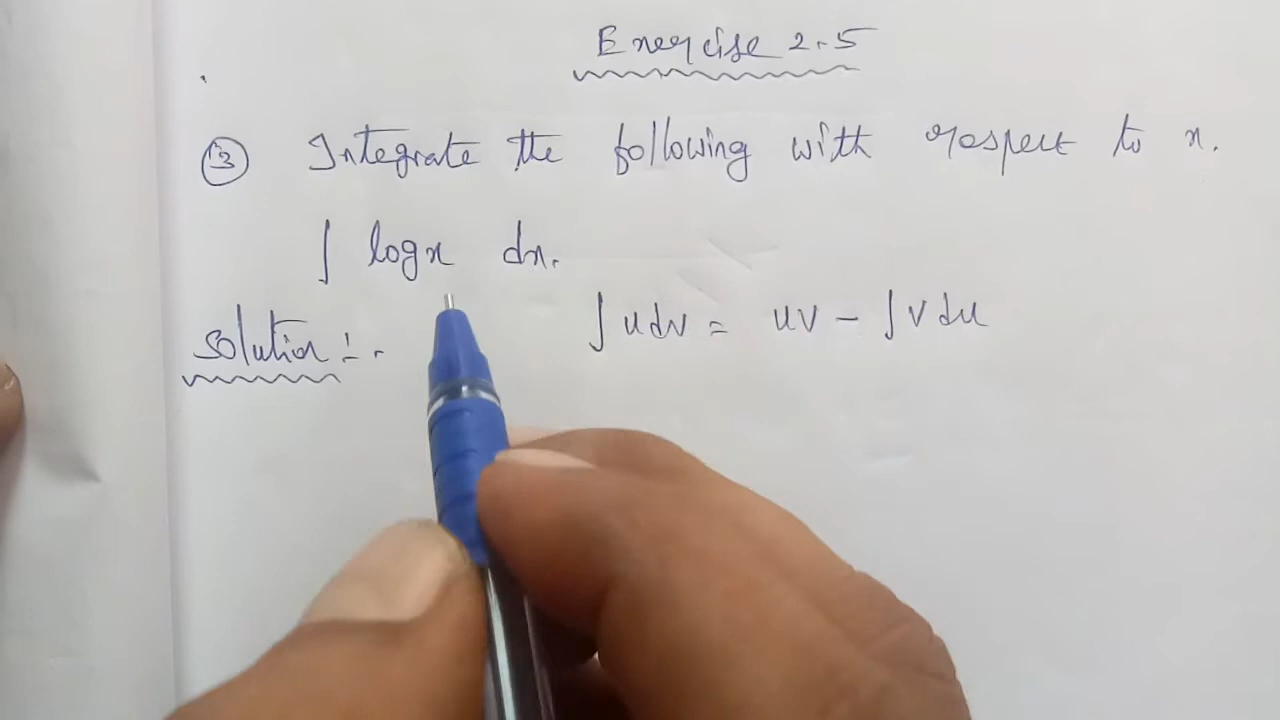 Exercise 2.5
③ Integrate the following with respect to x.
∫ log x dx.
Solution:-
∫ u dv = uv - ∫ v du